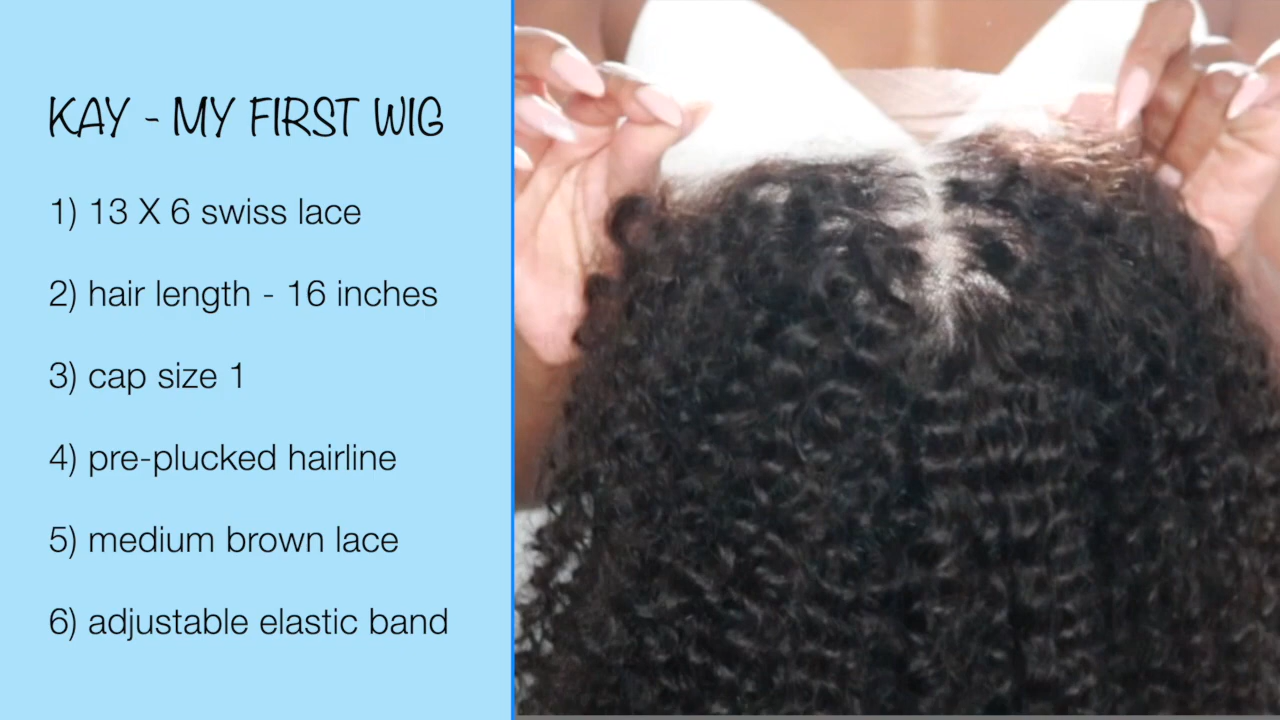 KAY - MY FIRST WIG
1) 13 X 6 swiss lace
2) hair length - 16 inches
3) cap size 1
4) pre-plucked hairline
5) medium brown lace
6) adjustable elastic band